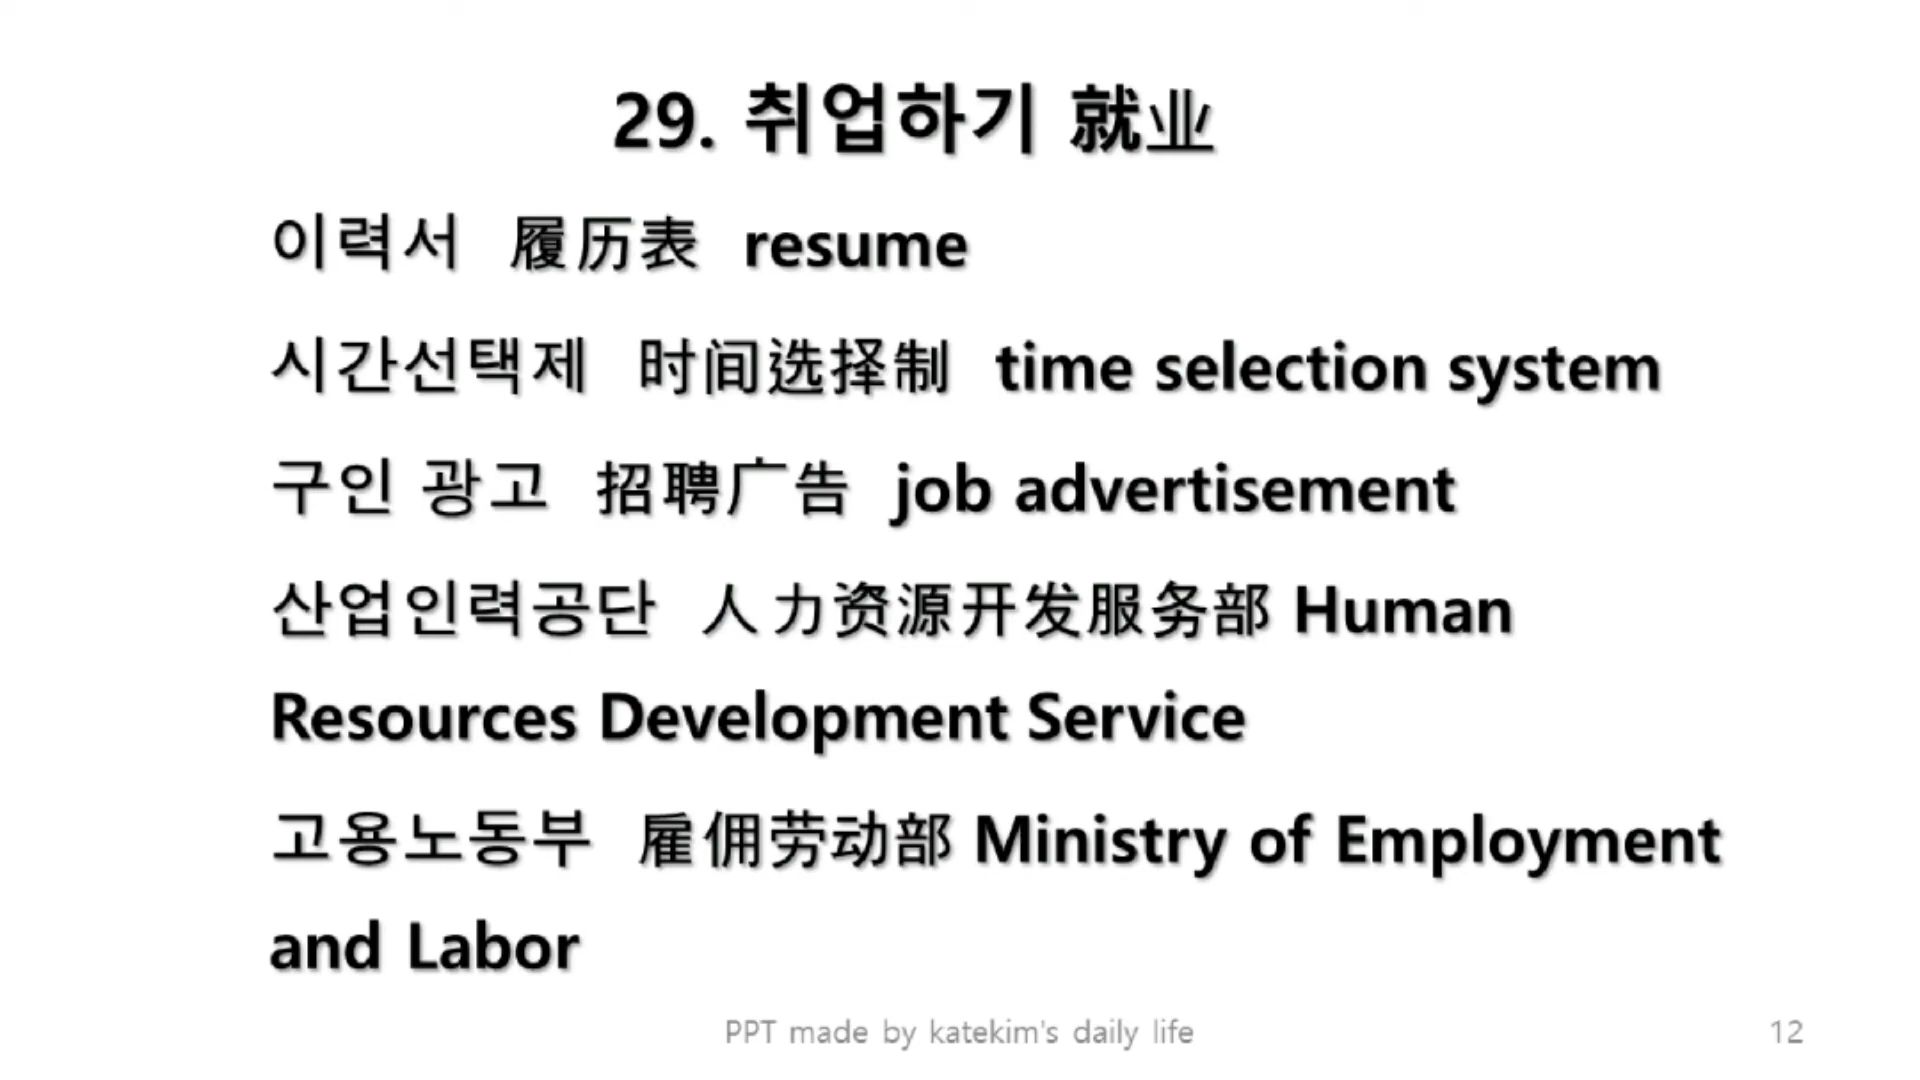 29. 취업하기 就业
이력서 履历表 resume
시간선택제 时间选择制 time selection system
구인 광고 招聘广告 job advertisement
산업인력공단 人力资源开发服务部 Human
Resources Development Service
고용노동부 雇佣劳动部 Ministry of Employment
and Labor
PPT made by katekim's daily life
12